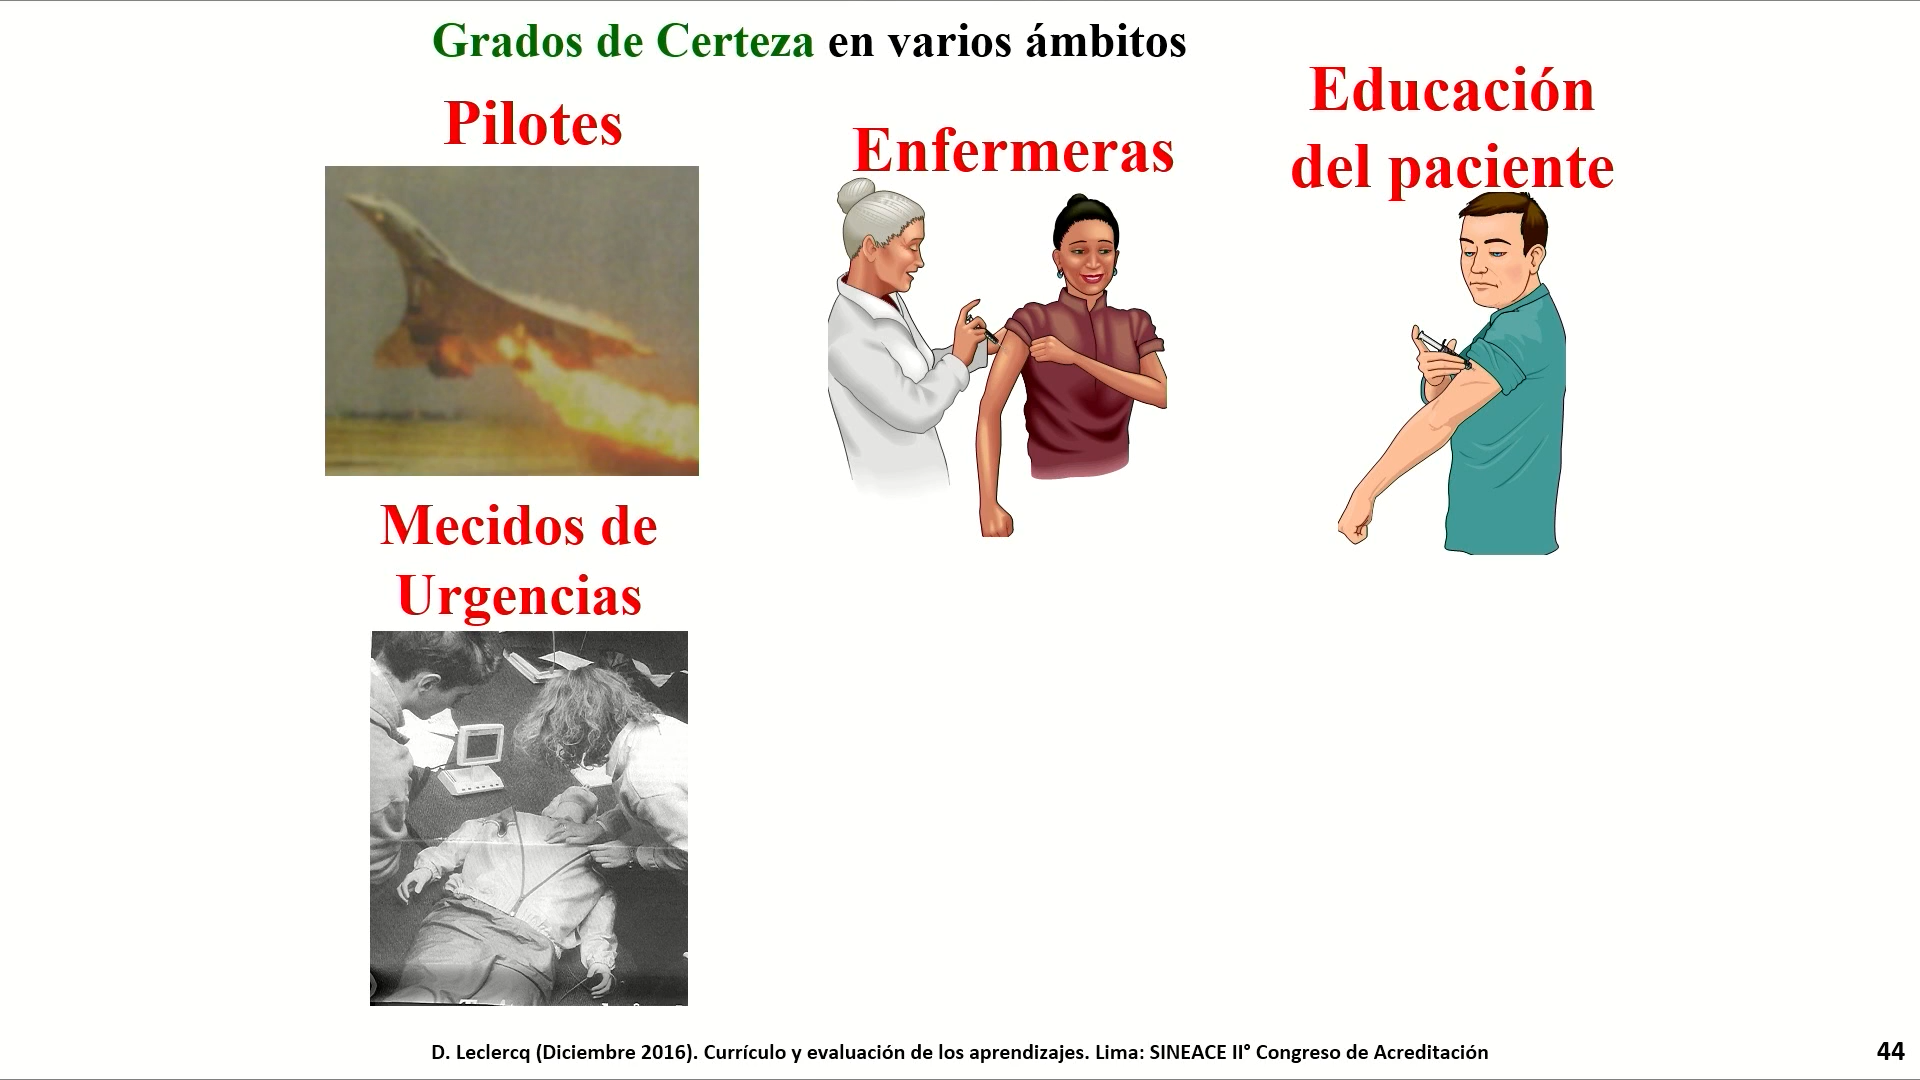 Grados de Certeza en varios ámbitos
Pilotes
Enfermeras
Educación
del paciente
Mecidos de
Urgencias
D. Leclercq (Diciembre 2016). Currículo y evaluación de los aprendizajes. Lima: SINEACE II° Congreso de Acreditación
44